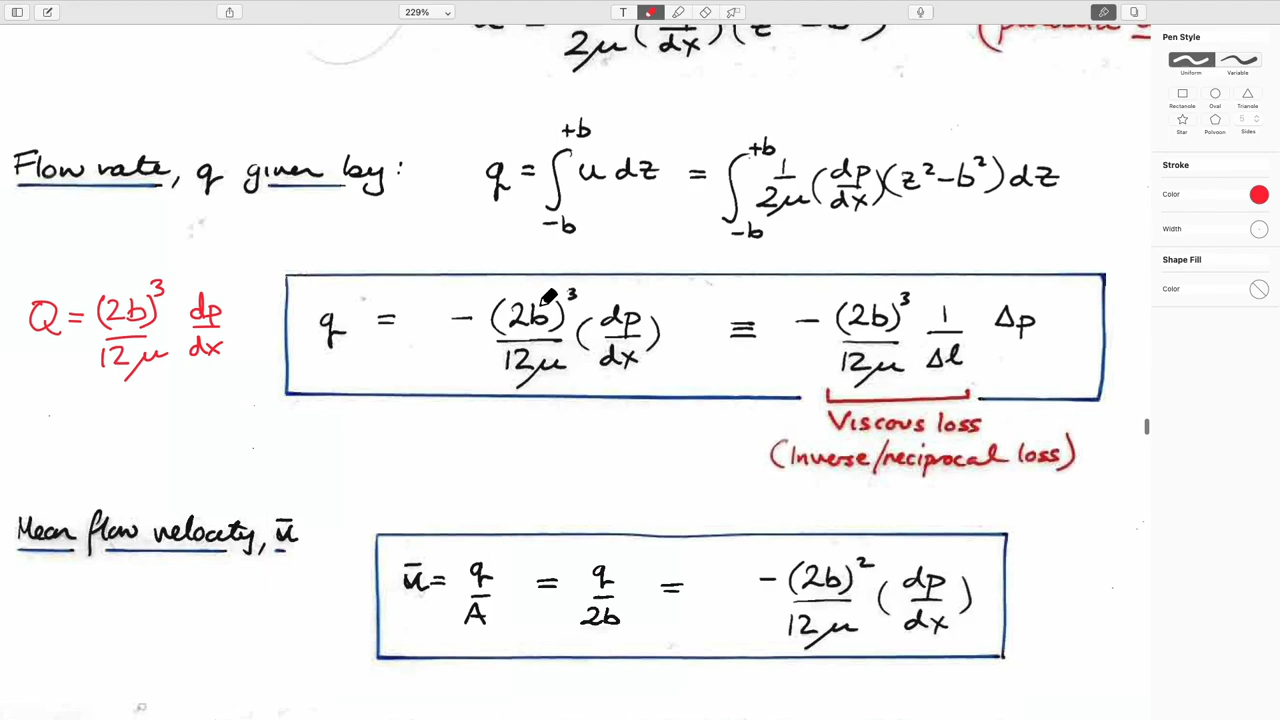 229%
T
Pen Style
Uniform Variable
Rectangle Oval Triangle
Star Polygon 5 Sides
Stroke
Color
Width
Shape Fill
Color
2μ (dx) (z
Flow rate, q given by: q = ∫_{-b}^{+b} u dz = ∫_{-b}^{+b} 1/2μ (dp/dx)(z² - b²) dz
Q = (2b)³/12μ dp/dx
q = - (2b)³/12μ (dp/dx) ≡ - (2b)³/12μ 1/Δl Δp
Viscous loss
(Inverse/reciprocal loss)
Mean flow velocity, ū
ū = q/A = q/2b = -(2b)²/12μ (dp/dx)